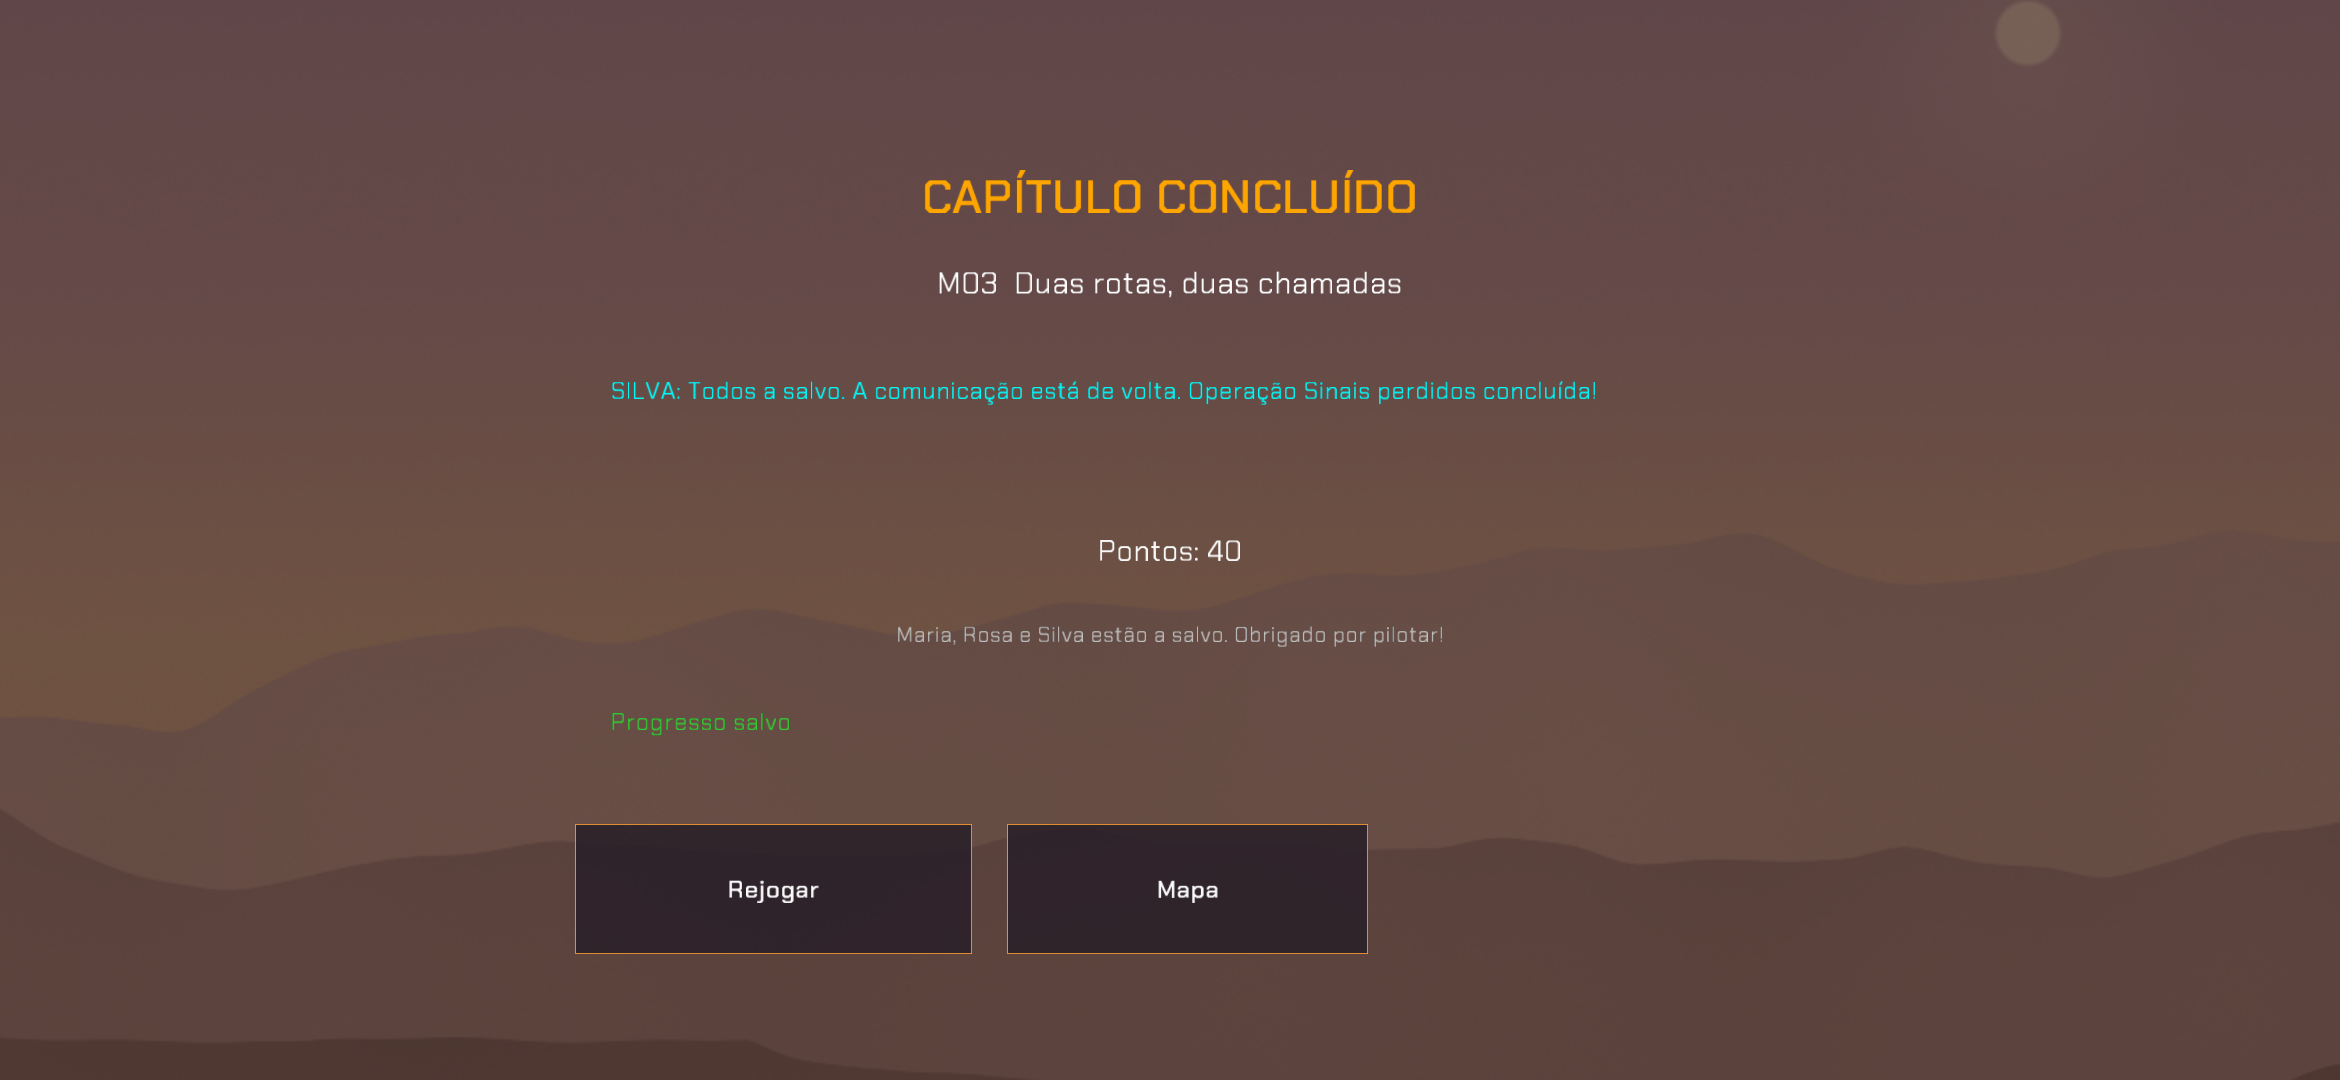 CAPÍTULO CONCLUÍDO
M03 Duas rotas, duas chamadas
SILVA: Todos a salvo. A comunicação está de volta. Operação Sinais perdidos concluída!
Pontos: 40
Maria, Rosa e Silva estão a salvo. Obrigado por pilotar!
Progresso salvo
Rejogar
Mapa